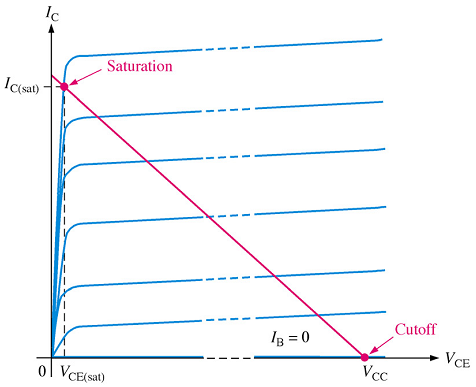 I_C
Saturation
I_C(sat)
I_B = 0
Cutoff
0
V_CE(sat)
V_CC
V_CE